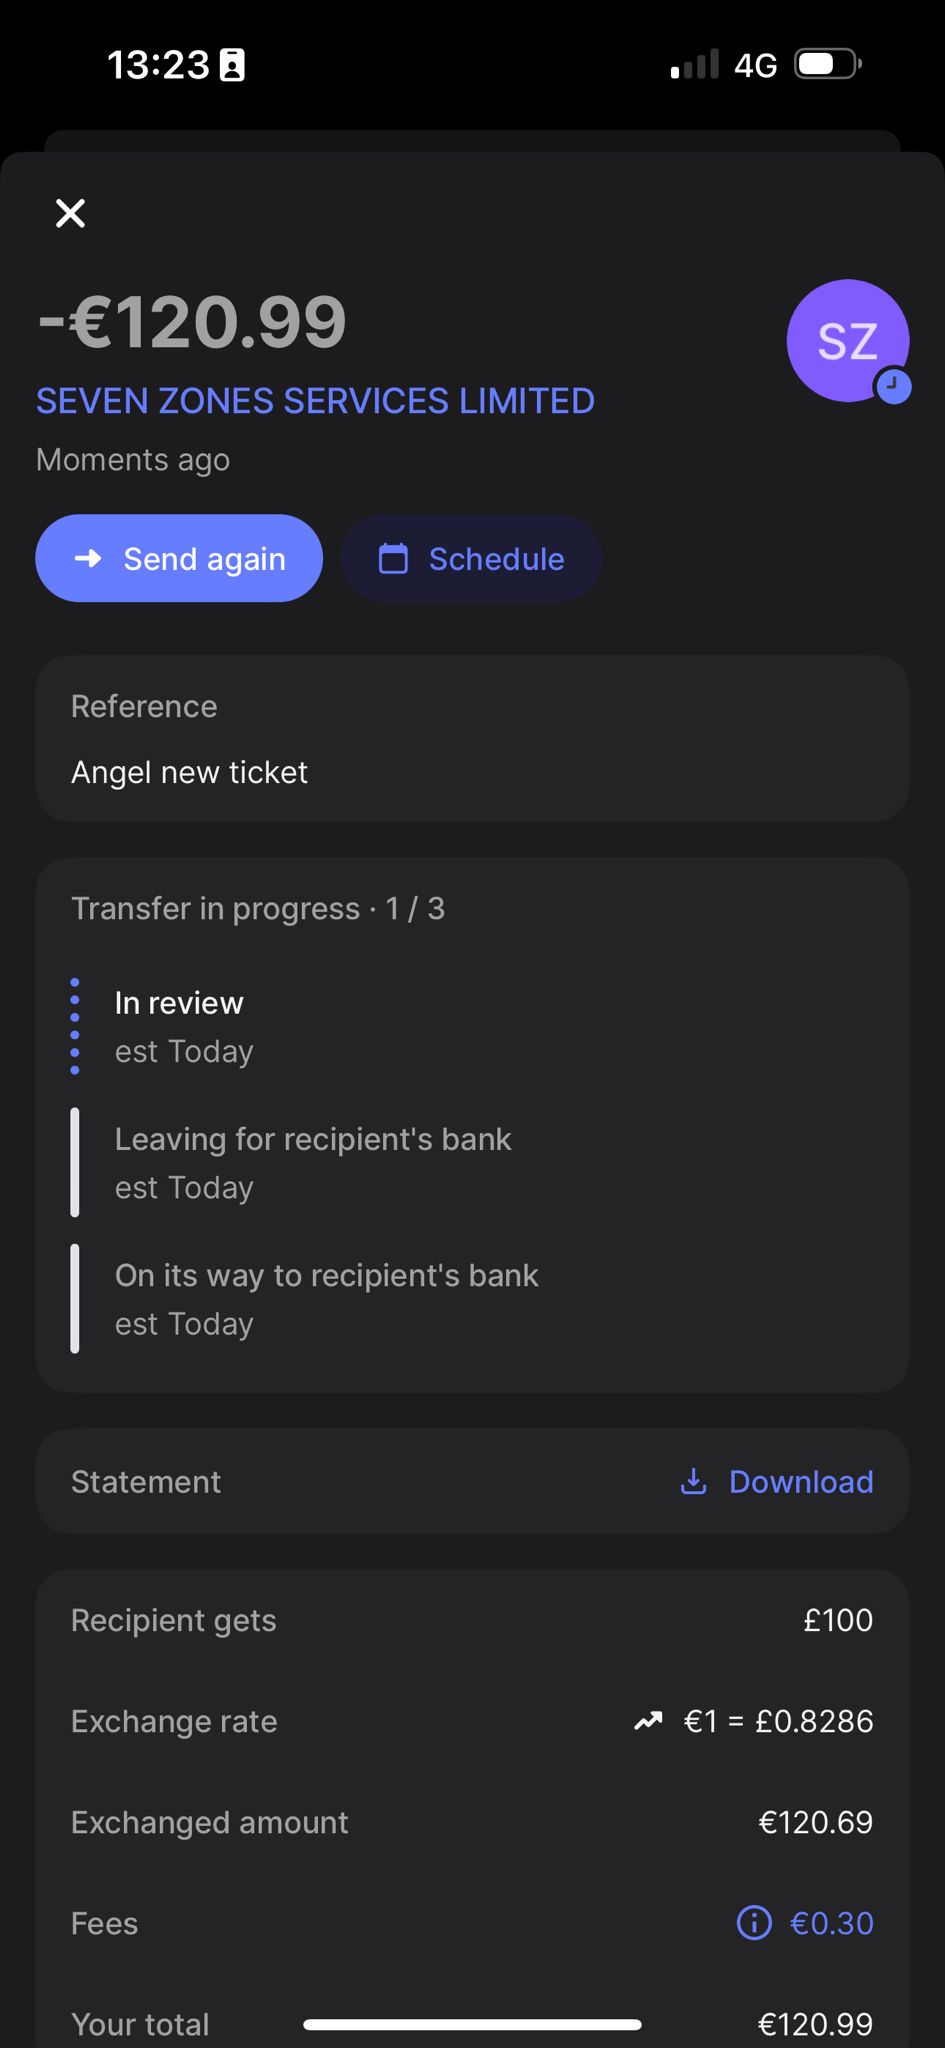 13:23
4G
-€120.99
SZ
SEVEN ZONES SERVICES LIMITED
Moments ago
Send again
Schedule
Reference
Angel new ticket
Transfer in progress · 1 / 3
In review
est Today
Leaving for recipient's bank
est Today
On its way to recipient's bank
est Today
Statement
Download
Recipient gets £100
Exchange rate €1 = £0.8286
Exchanged amount €120.69
Fees €0.30
Your total €120.99